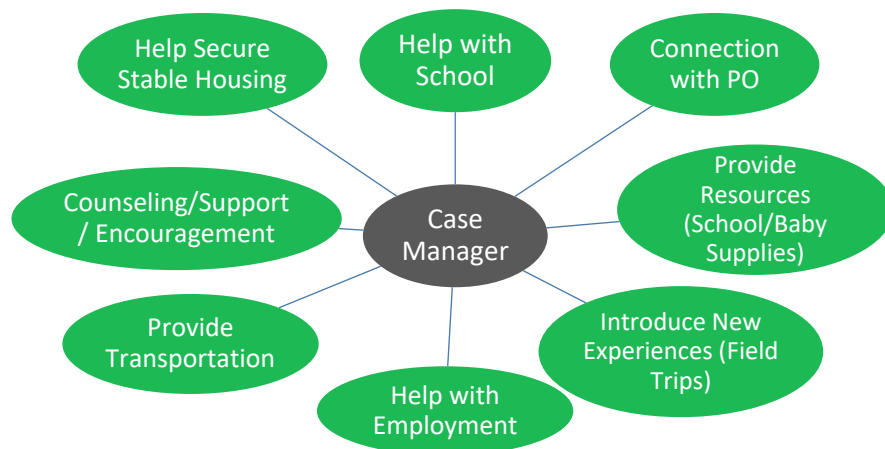 Help Secure
Stable Housing
Help with
School
Connection
with PO
Counseling/Support
/ Encouragement
Case
Manager
Provide
Resources
(School/Baby
Supplies)
Provide
Transportation
Introduce New
Experiences (Field
Trips)
Help with
Employment